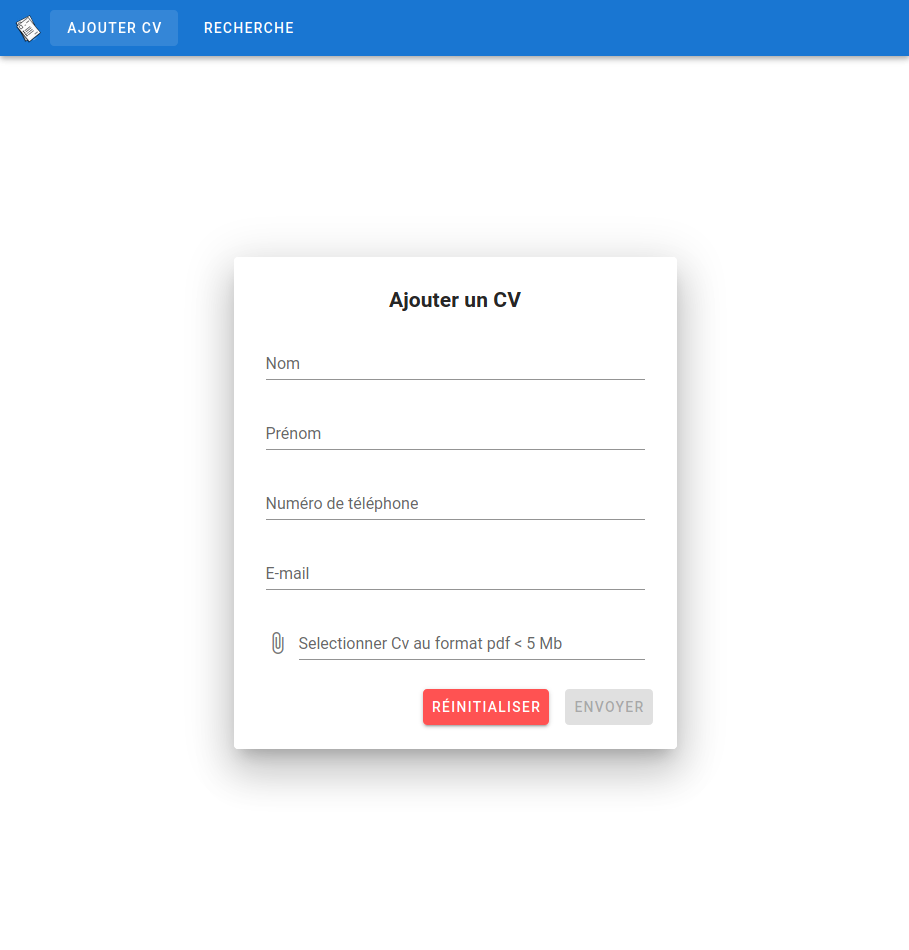 AJOUTER CV
RECHERCHE
Ajouter un CV
Nom
Prénom
Numéro de téléphone
E-mail
Selectionner Cv au format pdf < 5 Mb
RÉINITIALISER
ENVOYER